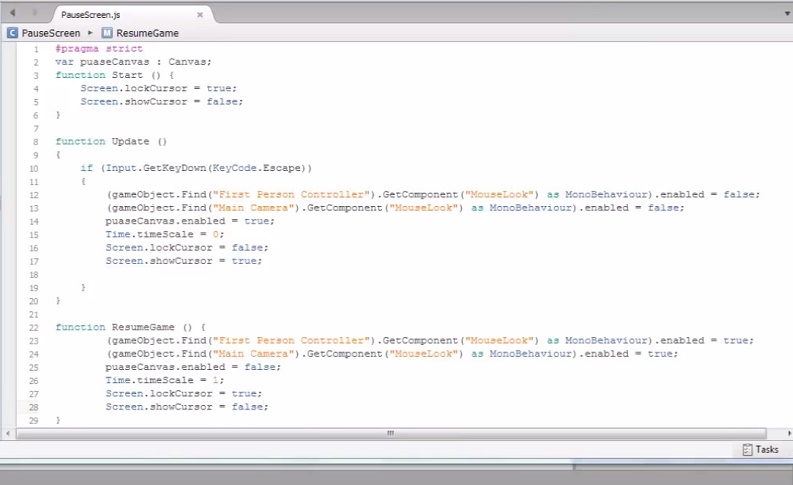 PauseScreen.js ×
C PauseScreen ▸ M ResumeGame
1 #pragma strict
2 var puaseCanvas : Canvas;
3 function Start () {
4     Screen.lockCursor = true;
5     Screen.showCursor = false;
6 }
7
8 function Update ()
9 {
10     if (Input.GetKeyDown(KeyCode.Escape))
11     {
12         (gameObject.Find("First Person Controller").GetComponent("MouseLook") as MonoBehaviour).enabled = false;
13         (gameObject.Find("Main Camera").GetComponent("MouseLook") as MonoBehaviour).enabled = false;
14         puaseCanvas.enabled = true;
15         Time.timeScale = 0;
16         Screen.lockCursor = false;
17         Screen.showCursor = true;
18
19     }
20 }
21
22 function ResumeGame () {
23         (gameObject.Find("First Person Controller").GetComponent("MouseLook") as MonoBehaviour).enabled = true;
24         (gameObject.Find("Main Camera").GetComponent("MouseLook") as MonoBehaviour).enabled = true;
25         puaseCanvas.enabled = false;
26         Time.timeScale = 1;
27         Screen.lockCursor = true;
28         Screen.showCursor = false;
29 }
Tasks